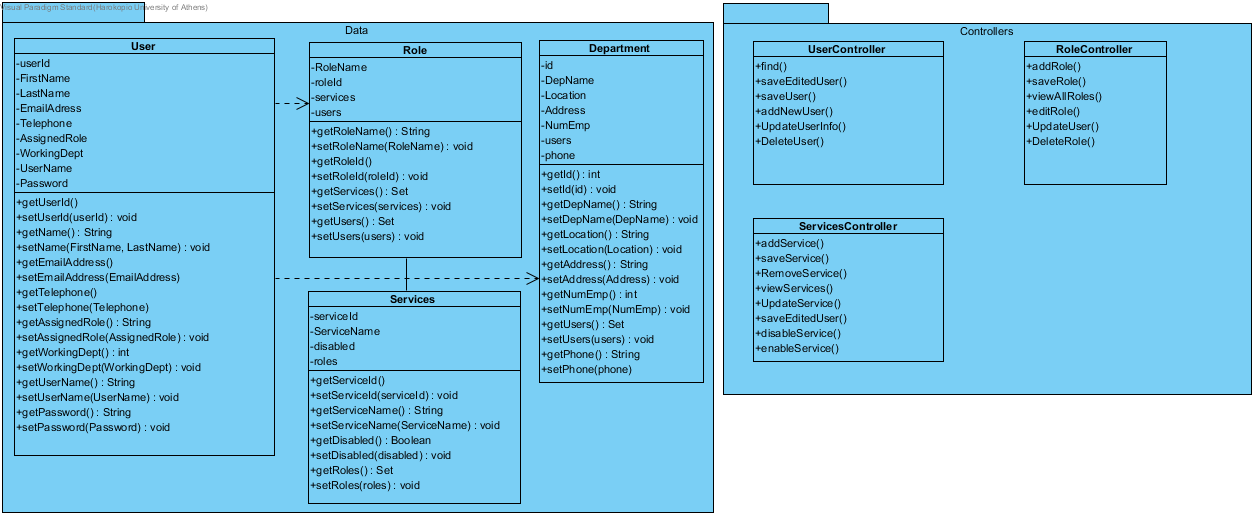 Visual Paradigm Standard(Harokopio University of Athens)
Data
User
-userId
-FirstName
-LastName
-EmailAdress
-Telephone
-AssignedRole
-WorkingDept
-UserName
-Password
+getUserId()
+setUserId(userId) : void
+getName() : String
+setName(FirstName, LastName) : void
+getEmailAddress()
+setEmailAddress(EmailAddress)
+getTelephone()
+setTelephone(Telephone)
+getAssignedRole() : String
+setAssignedRole(AssignedRole) : void
+getWorkingDept() : int
+setWorkingDept(WorkingDept) : void
+getUserName() : String
+setUserName(UserName) : void
+getPassword() : String
+setPassword(Password) : void
Role
-RoleName
-roleId
-services
-users
+getRoleName() : String
+setRoleName(RoleName) : void
+getRoleId()
+setRoleId(roleId) : void
+getServices() : Set
+setServices(services) : void
+getUsers() : Set
+setUsers(users) : void
Services
-serviceId
-ServiceName
-disabled
-roles
+getServiceId()
+setServiceId(serviceId) : void
+getServiceName() : String
+setServiceName(ServiceName) : void
+getDisabled() : Boolean
+setDisabled(disabled) : void
+getRoles() : Set
+setRoles(roles) : void
Department
-id
-DepName
-Location
-Address
-NumEmp
-users
-phone
+getId() : int
+setId(id) : void
+getDepName() : String
+setDepName(DepName) : void
+getLocation() : String
+setLocation(Location) : void
+getAddress() : String
+setAddress(Address) : void
+getNumEmp() : int
+setNumEmp(NumEmp) : void
+getUsers() : Set
+setUsers(users) : void
+getPhone() : String
+setPhone(phone)
Controllers
UserController
+find()
+saveEditedUser()
+saveUser()
+addNewUser()
+UpdateUserInfo()
+DeleteUser()
RoleController
+addRole()
+saveRole()
+viewAllRoles()
+editRole()
+UpdateUser()
+DeleteRole()
ServicesController
+addService()
+saveService()
+RemoveService()
+viewServices()
+UpdateService()
+saveEditedUser()
+disableService()
+enableService()